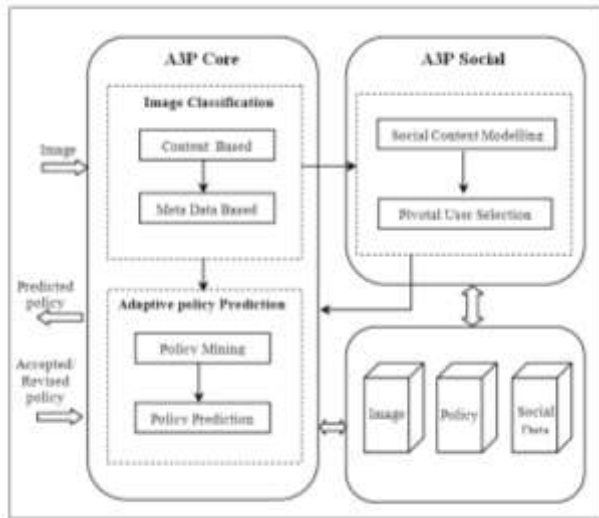 A3P Core
Image Classification
Content Based
Meta Data Based
Image
Predicted
policy
Accepted/
Revised
policy
Adaptive policy Prediction
Policy Mining
Policy Prediction
A3P Social
Social Context Modelling
Pivotal User Selection
Image
Policy
Social
Data